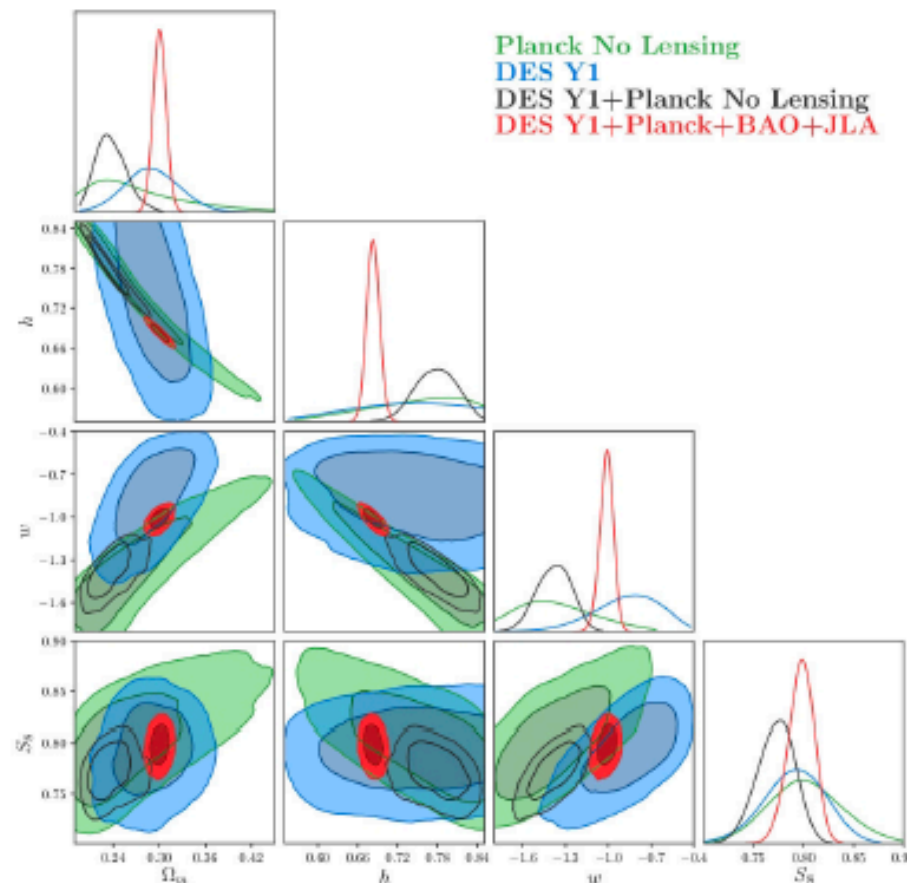 Planck No Lensing
DES Y1
DES Y1+Planck No Lensing
DES Y1+Planck+BAO+JLA
0.84
0.78
0.72
0.66
0.60
h
−0.4
−0.7
−1.0
−1.3
−1.6
w
0.90
0.85
0.80
0.75
S₈
0.24 0.30 0.36 0.42
Ωₘ
0.60 0.66 0.72 0.78 0.84
h
−1.6 −1.3 −1.0 −0.7 −0.4
w
0.75 0.80 0.85 0.9
S₈